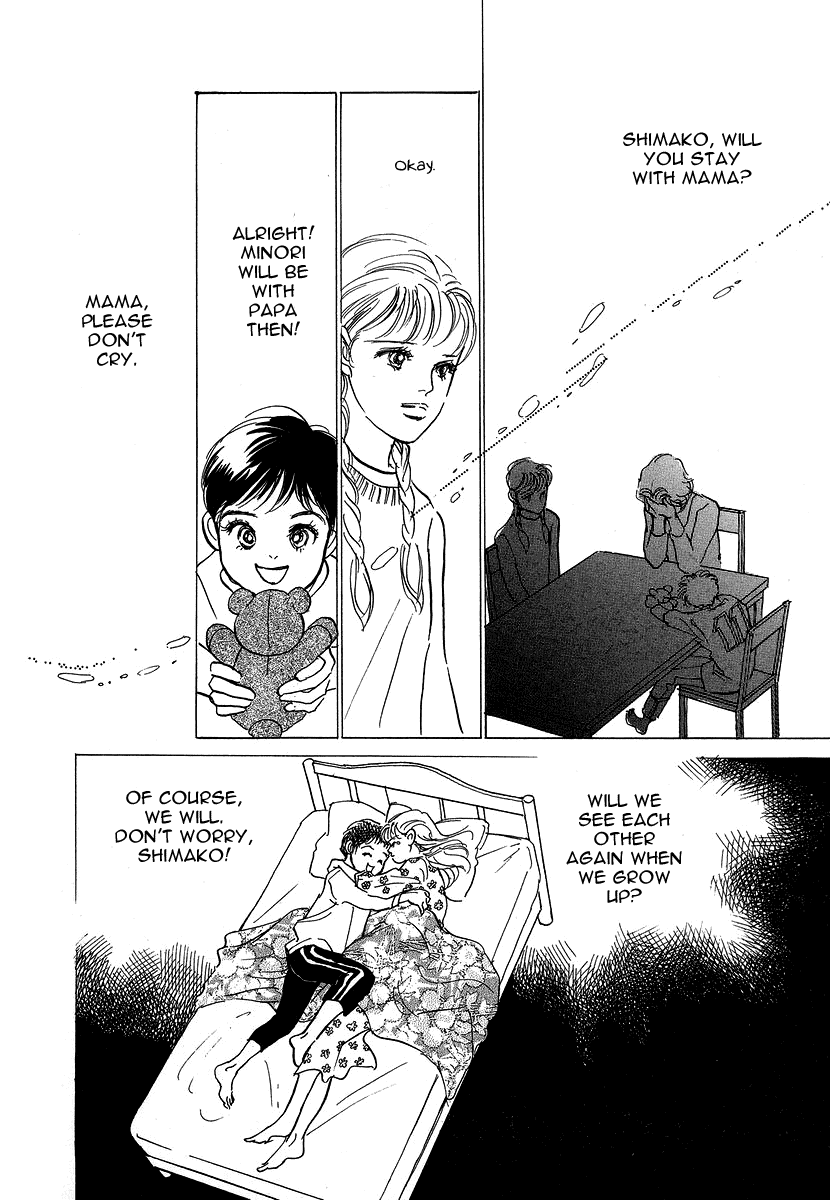 SHIMAKO, WILL
YOU STAY
WITH MAMA?
Okay.
ALRIGHT!
MINORI
WILL BE
WITH
PAPA
THEN!
MAMA,
PLEASE
DON'T
CRY.
WILL WE
SEE EACH
OTHER
AGAIN WHEN
WE GROW
UP?
OF COURSE,
WE WILL.
DON'T WORRY,
SHIMAKO!